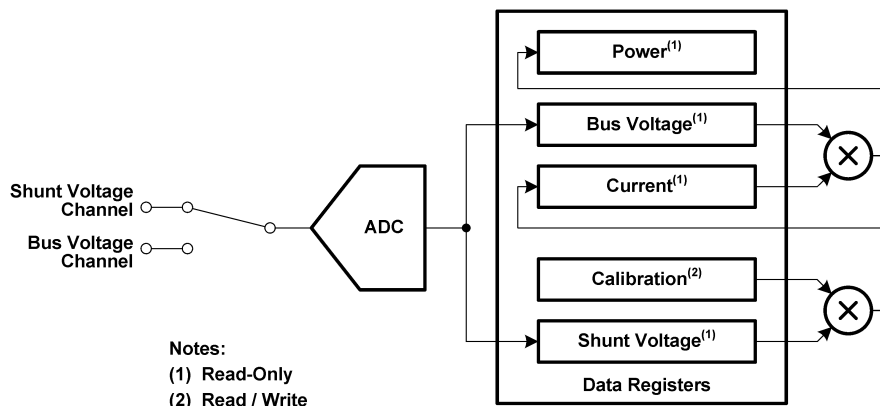 Power(1)
Bus Voltage(1)
Shunt Voltage
Channel
Current(1)
ADC
Bus Voltage
Channel
Calibration(2)
Shunt Voltage(1)
Notes:
(1) Read-Only
(2) Read / Write
Data Registers